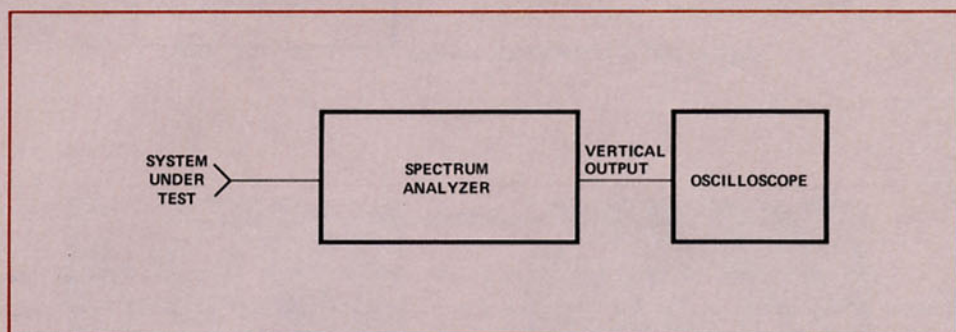 SYSTEM
UNDER
TEST
SPECTRUM
ANALYZER
VERTICAL
OUTPUT
OSCILLOSCOPE